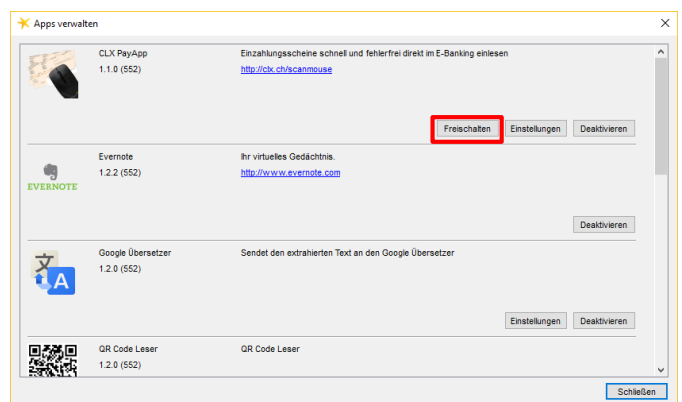 Apps verwalten
CLX PayApp
Einzahlungsscheine schnell und fehlerfrei direkt im E-Banking einlesen
1.1.0 (552)
http://clx.ch/scanmouse
Freischalten
Einstellungen
Deaktivieren
Evernote
Ihr virtuelles Gedächtnis.
1.2.2 (552)
http://www.evernote.com
EVERNOTE
Deaktivieren
Google Übersetzer
Sendet den extrahierten Text an den Google Übersetzer
1.2.0 (552)
文
A
Einstellungen
Deaktivieren
QR Code Leser
QR Code Leser
1.2.0 (552)
Schließen